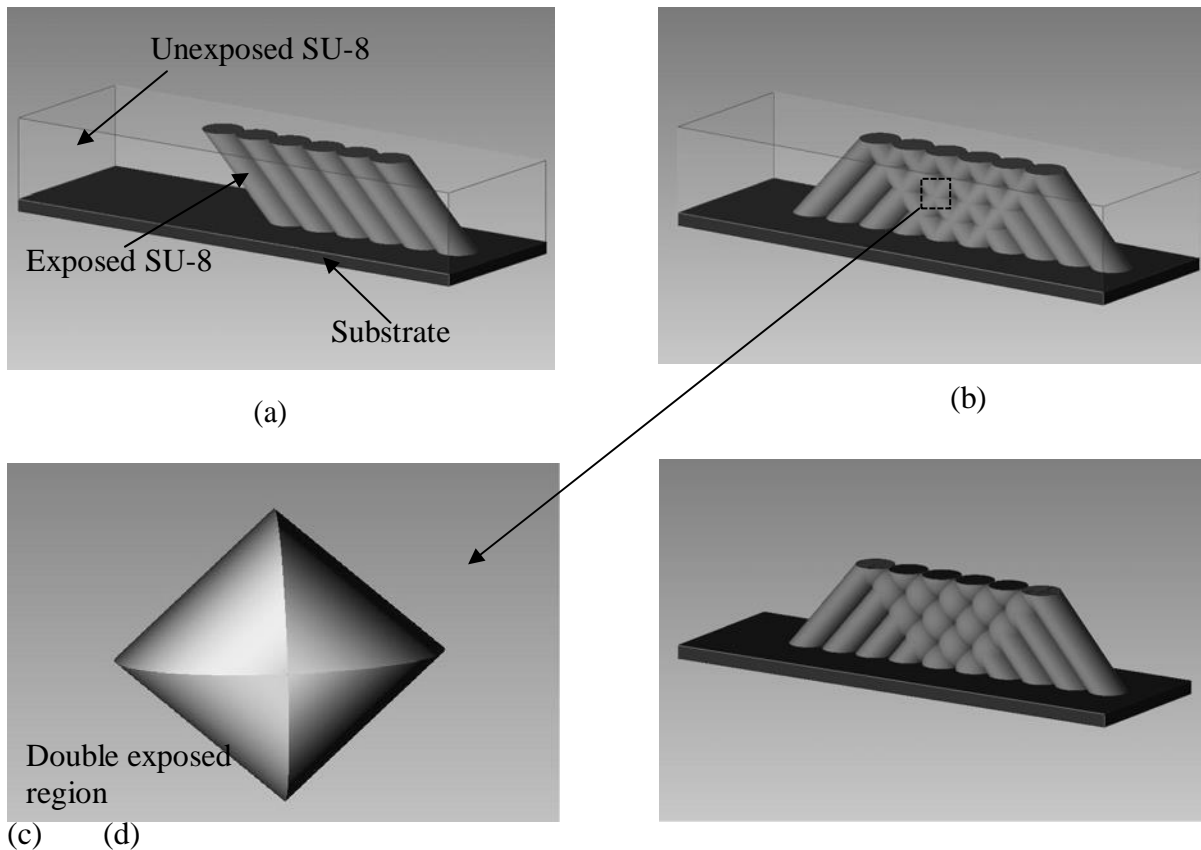 Unexposed SU-8
Exposed SU-8
Substrate
(a)
(b)
Double exposed
region
(c) (d)